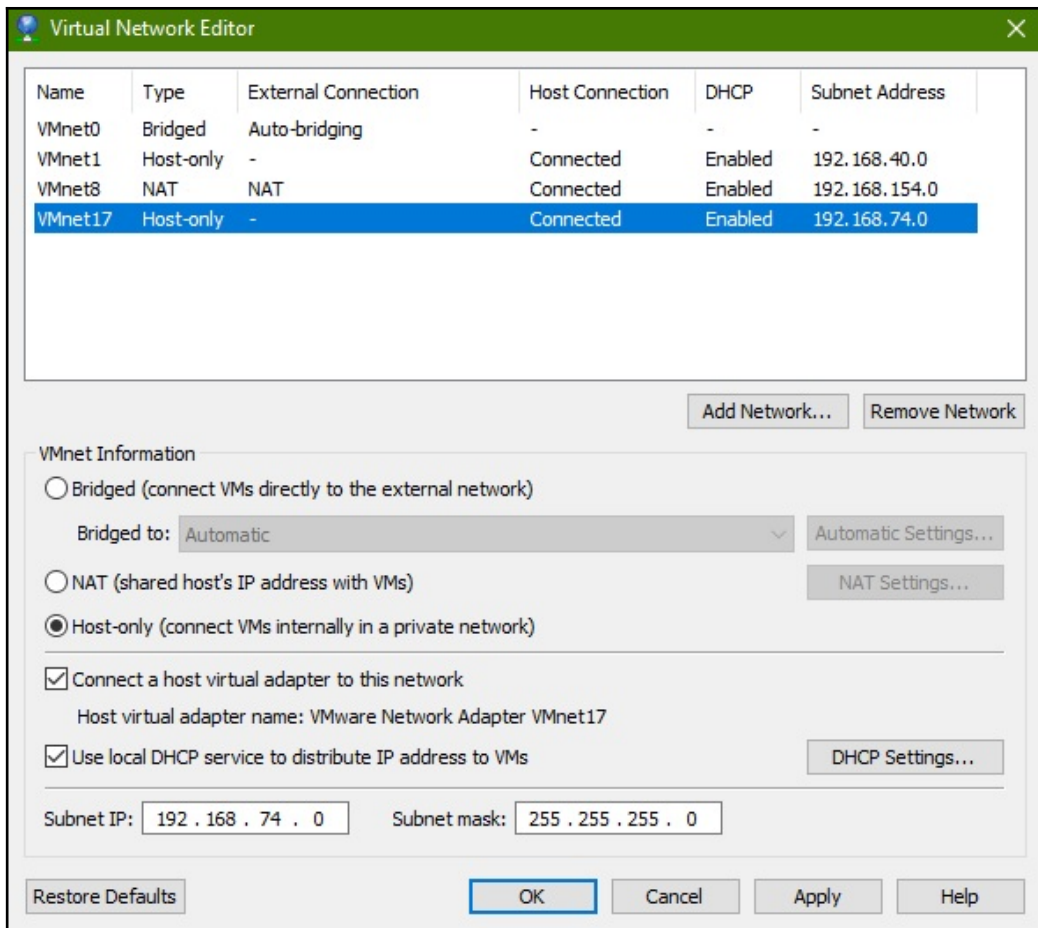 Virtual Network Editor
Name Type External Connection Host Connection DHCP Subnet Address
VMnet0 Bridged Auto-bridging - - -
VMnet1 Host-only - Connected Enabled 192.168.40.0
VMnet8 NAT NAT Connected Enabled 192.168.154.0
VMnet17 Host-only - Connected Enabled 192.168.74.0
Add Network... Remove Network
VMnet Information
Bridged (connect VMs directly to the external network)
Bridged to: Automatic Automatic Settings...
NAT (shared host's IP address with VMs) NAT Settings...
Host-only (connect VMs internally in a private network)
Connect a host virtual adapter to this network
Host virtual adapter name: VMware Network Adapter VMnet17
Use local DHCP service to distribute IP address to VMs DHCP Settings...
Subnet IP: 192 . 168 . 74 . 0 Subnet mask: 255 . 255 . 255 . 0
Restore Defaults OK Cancel Apply Help